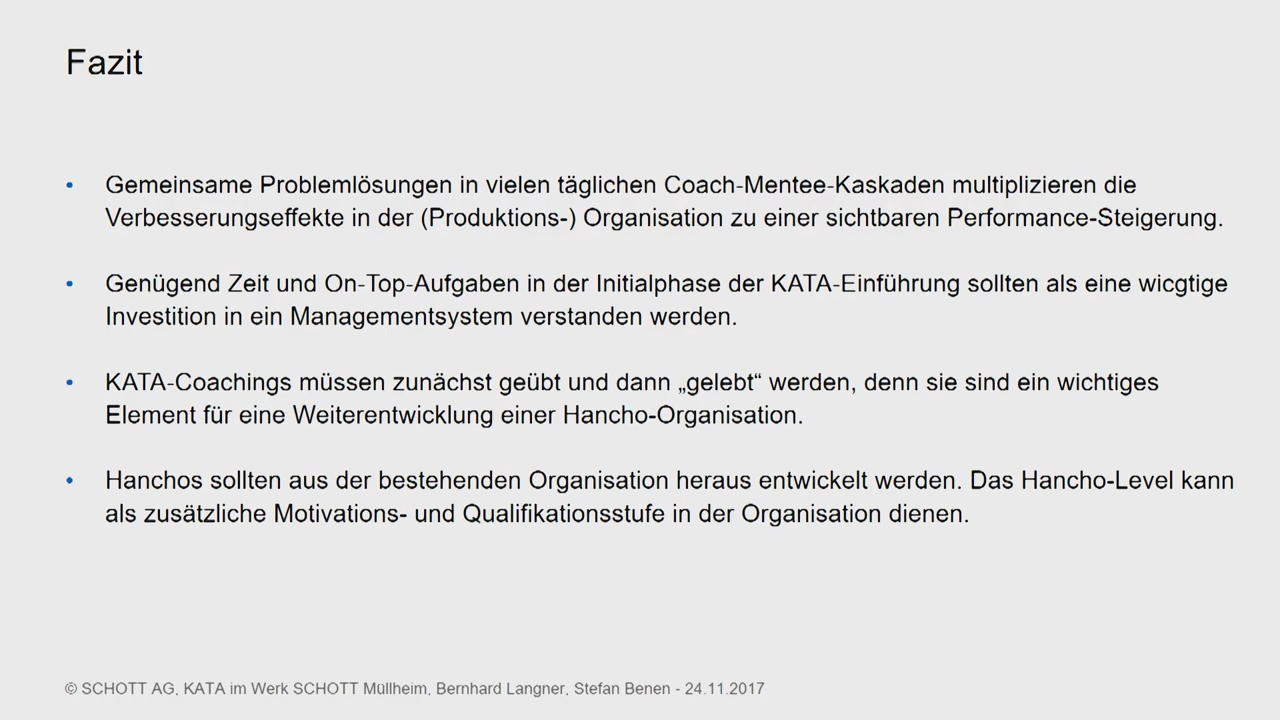 Fazit
• Gemeinsame Problemlösungen in vielen täglichen Coach-Mentee-Kaskaden multiplizieren die
Verbesserungseffekte in der (Produktions-) Organisation zu einer sichtbaren Performance-Steigerung.
• Genügend Zeit und On-Top-Aufgaben in der Initialphase der KATA-Einführung sollten als eine wicgtige
Investition in ein Managementsystem verstanden werden.
• KATA-Coachings müssen zunächst geübt und dann „gelebt“ werden, denn sie sind ein wichtiges
Element für eine Weiterentwicklung einer Hancho-Organisation.
• Hanchos sollten aus der bestehenden Organisation heraus entwickelt werden. Das Hancho-Level kann
als zusätzliche Motivations- und Qualifikationsstufe in der Organisation dienen.
© SCHOTT AG, KATA im Werk SCHOTT Müllheim, Bernhard Langner, Stefan Benen - 24.11.2017